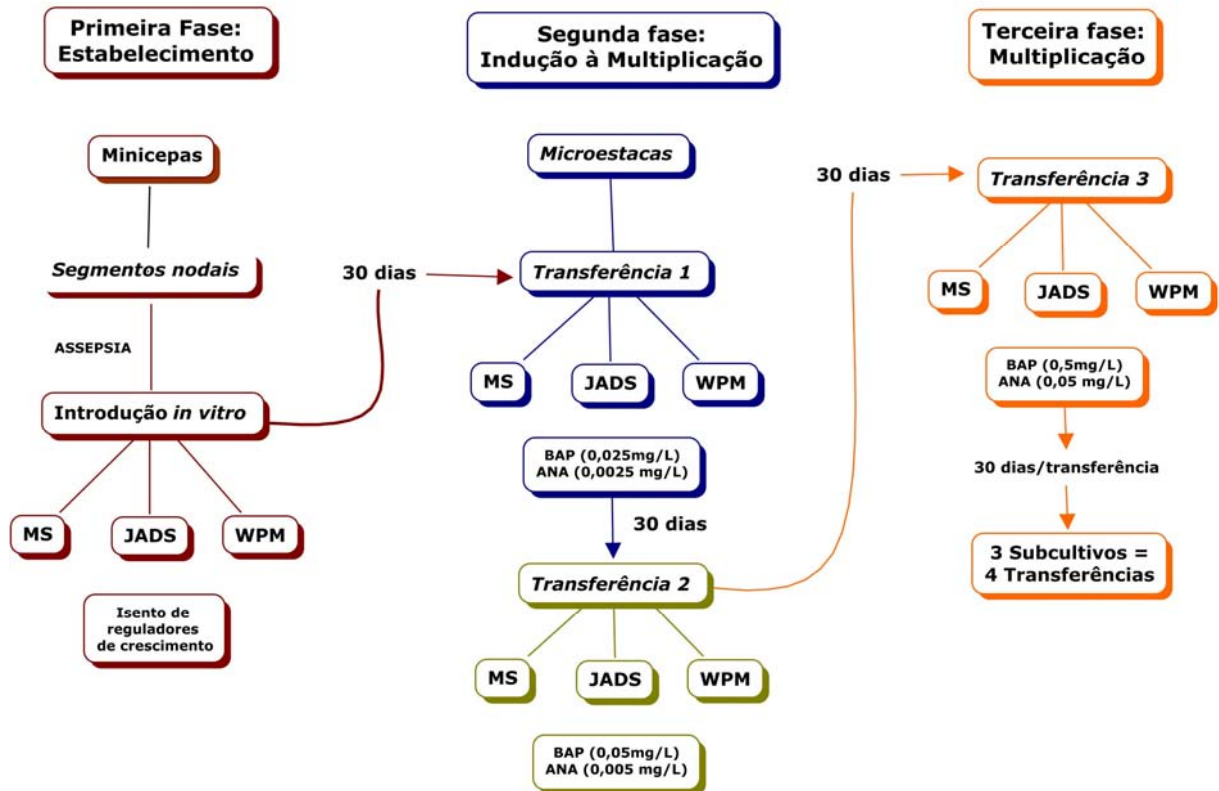 Primeira Fase:
Estabelecimento
Minicepas
Segmentos nodais
ASSEPSIA
Introdução in vitro
MS
JADS
WPM
Isento de
reguladores
de crescimento
30 dias
Segunda fase:
Indução à Multiplicação
Microestacas
Transferência 1
MS
JADS
WPM
BAP (0,025mg/L)
ANA (0,0025 mg/L)
30 dias
Transferência 2
MS
JADS
WPM
BAP (0,05mg/L)
ANA (0,005 mg/L)
30 dias
Terceira fase:
Multiplicação
Transferência 3
MS
JADS
WPM
BAP (0,5mg/L)
ANA (0,05 mg/L)
30 dias/transferência
3 Subcultivos =
4 Transferências